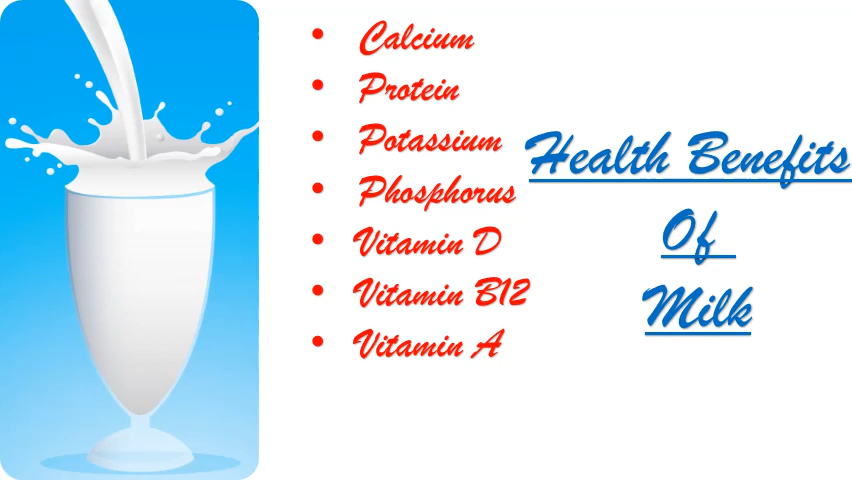 Calcium
Protein
Potassium
Phosphorus
Vitamin D
Vitamin B12
Vitamin A
Health Benefits
Of
Milk